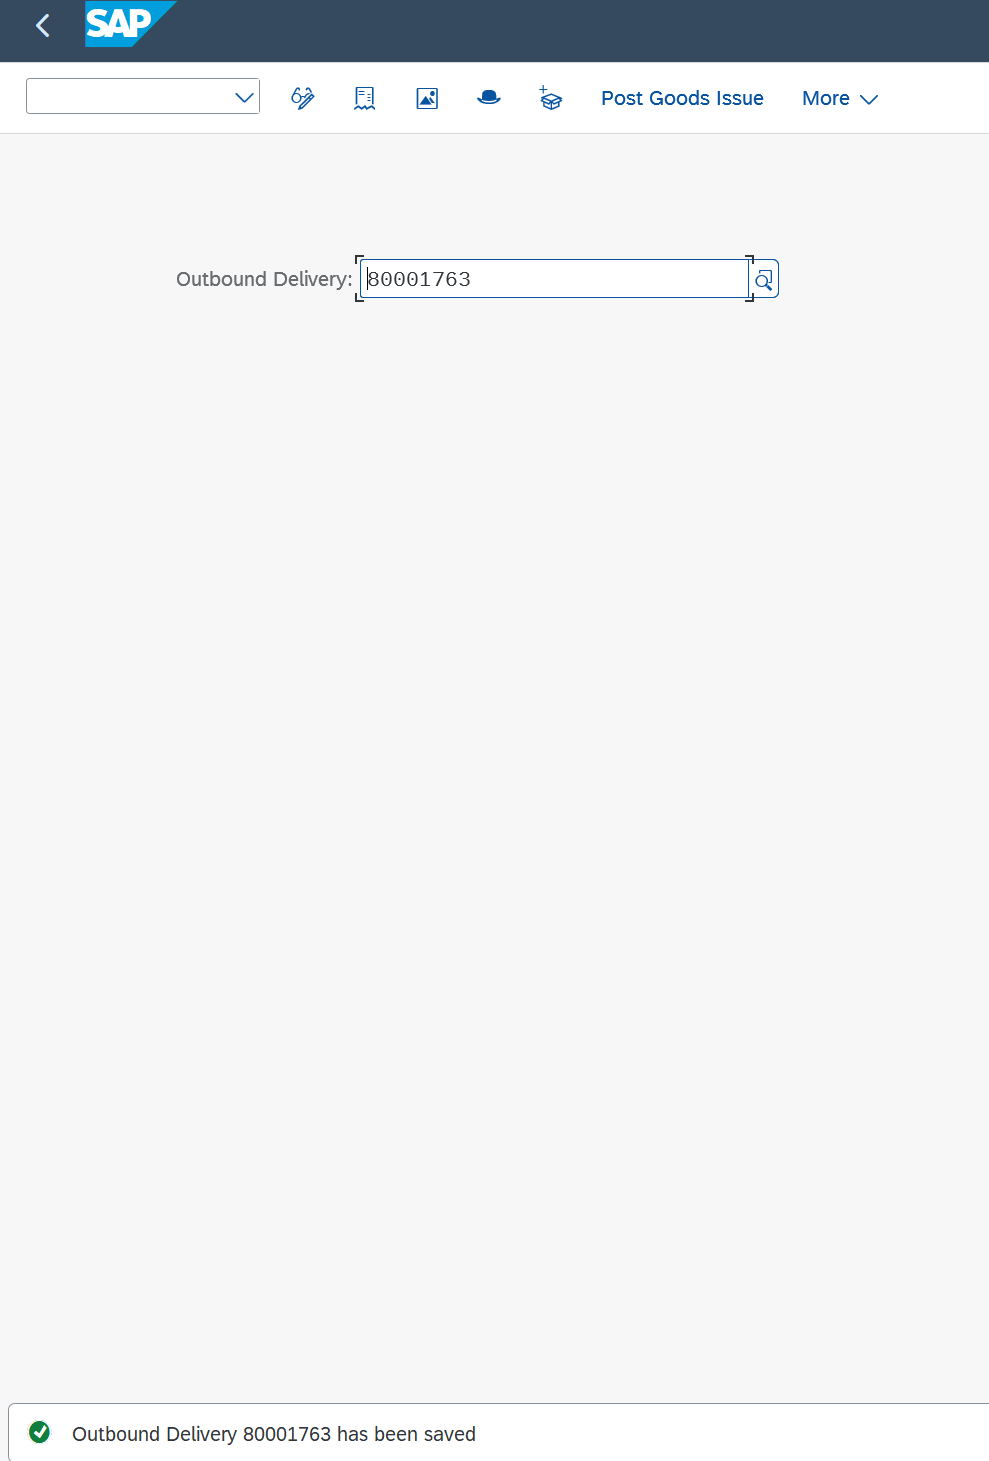 SAP
Post Goods Issue More
Outbound Delivery: 80001763
Outbound Delivery 80001763 has been saved